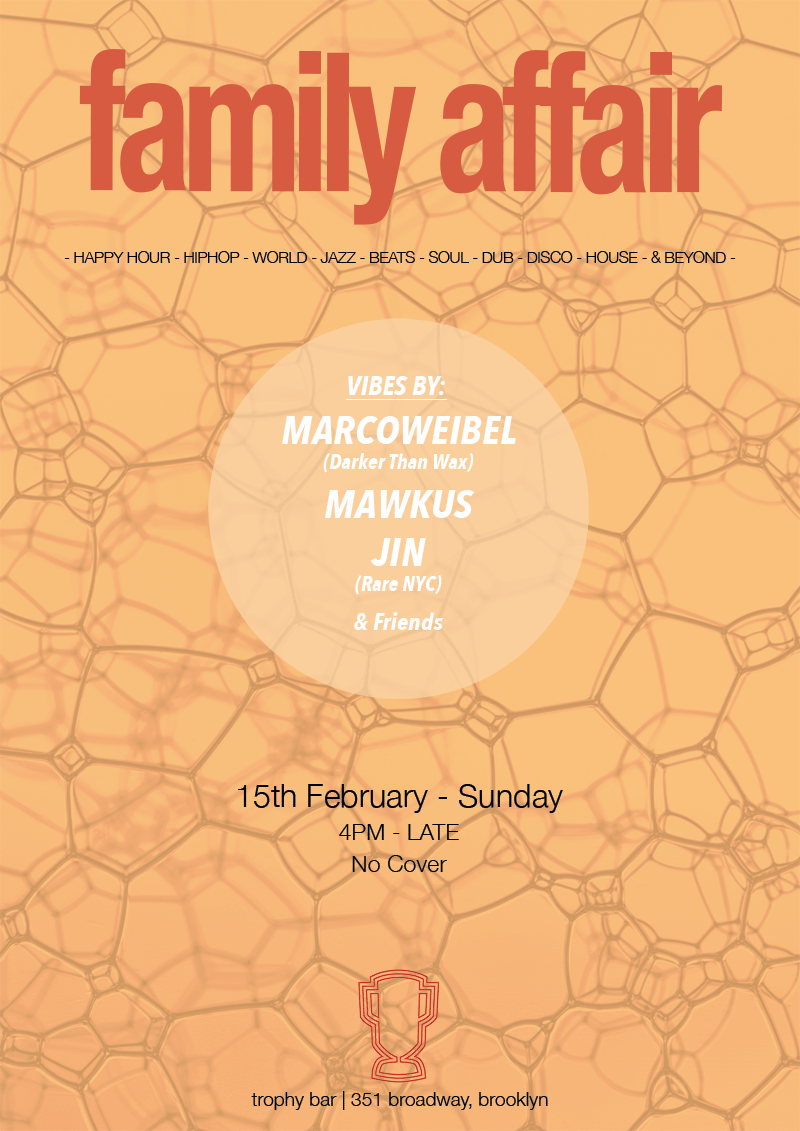 family affair
- HAPPY HOUR - HIPHOP - WORLD - JAZZ - BEATS - SOUL - DUB - DISCO - HOUSE - & BEYOND -
VIBES BY:
MARCOWEIBEL
(Darker Than Wax)
MAWKUS
JIN
(Rare NYC)
& Friends
15th February - Sunday
4PM - LATE
No Cover
trophy bar | 351 broadway, brooklyn